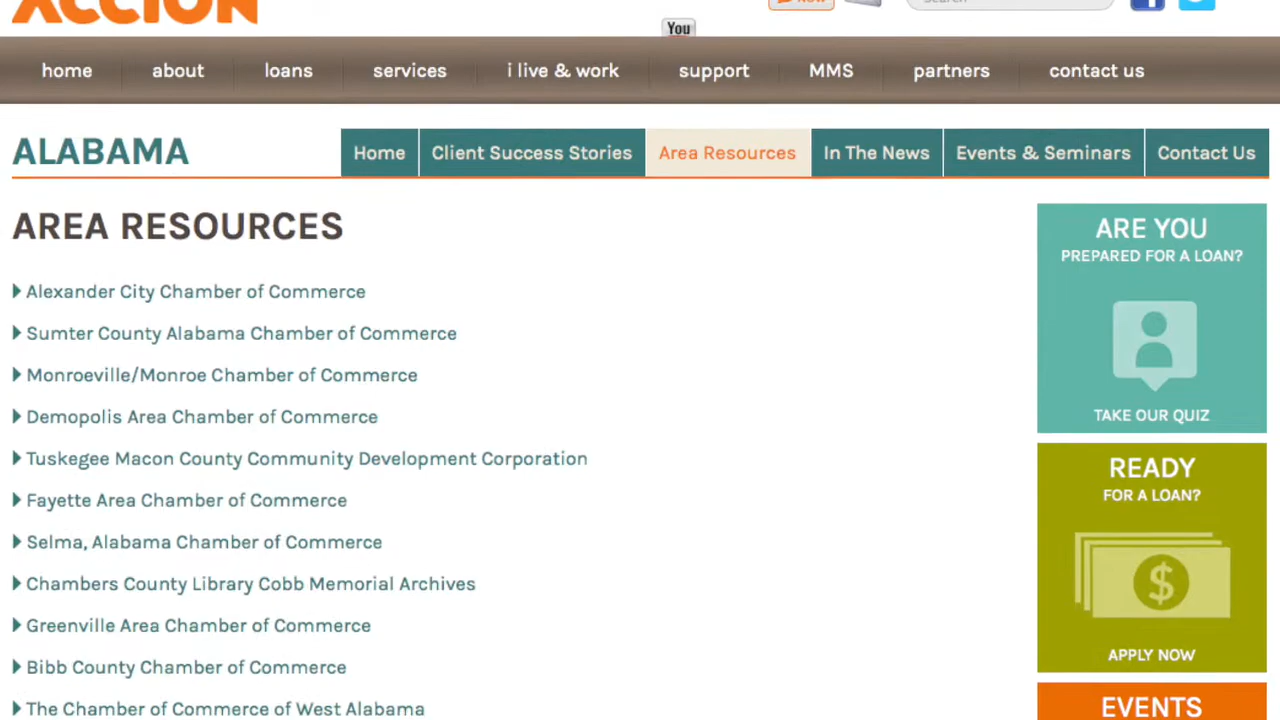 ACCION
Now
Search
You
home about loans services i live & work support MMS partners contact us
ALABAMA
Home Client Success Stories Area Resources In The News Events & Seminars Contact Us
AREA RESOURCES
Alexander City Chamber of Commerce
Sumter County Alabama Chamber of Commerce
Monroeville/Monroe Chamber of Commerce
Demopolis Area Chamber of Commerce
Tuskegee Macon County Community Development Corporation
Fayette Area Chamber of Commerce
Selma, Alabama Chamber of Commerce
Chambers County Library Cobb Memorial Archives
Greenville Area Chamber of Commerce
Bibb County Chamber of Commerce
The Chamber of Commerce of West Alabama
ARE YOU
PREPARED FOR A LOAN?
TAKE OUR QUIZ
READY
FOR A LOAN?
$
APPLY NOW
EVENTS